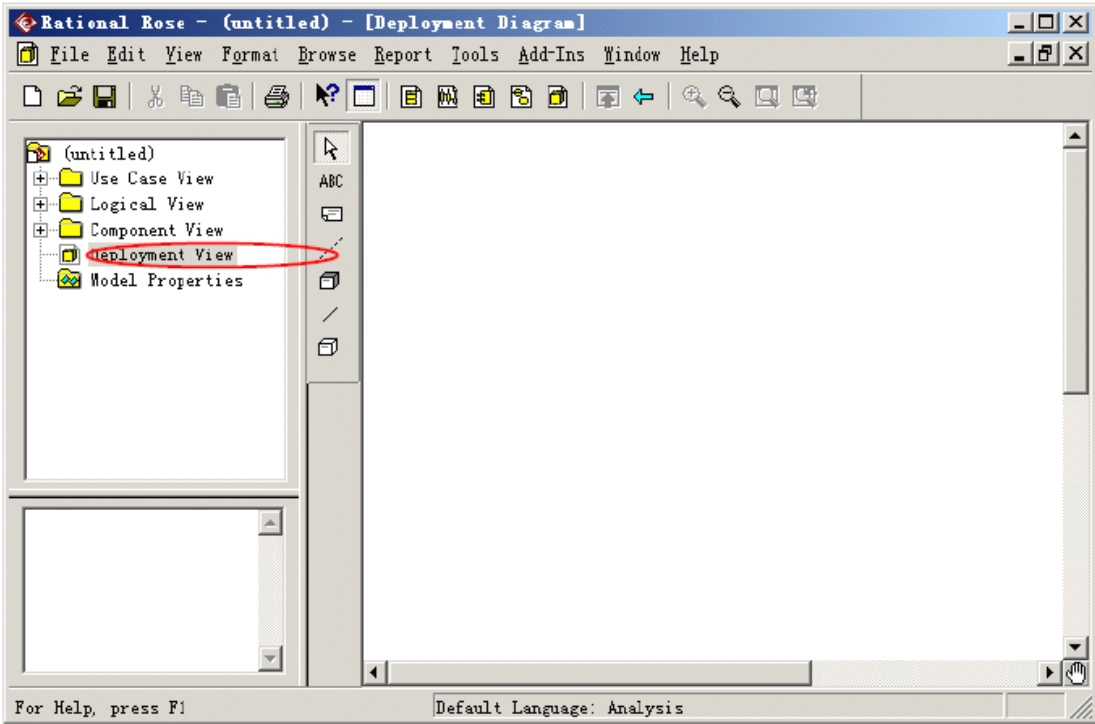 Rational Rose - (untitled) - [Deployment Diagram]
File Edit View Format Browse Report Tools Add-Ins Window Help
(untitled)
Use Case View
Logical View
Component View
Deployment View
Model Properties
ABC
For Help, press F1
Default Language: Analysis